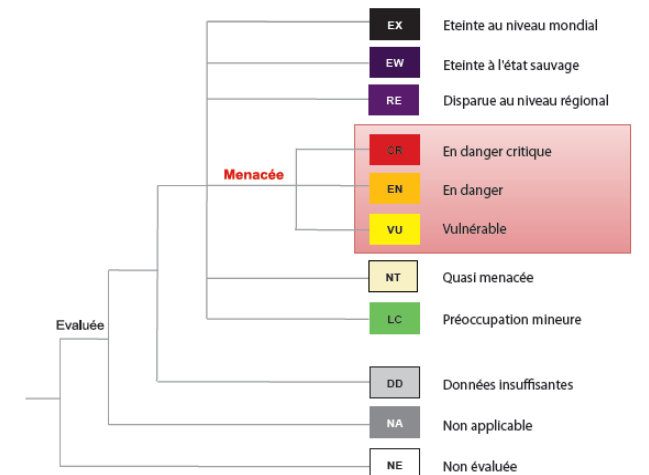 EX Eteinte au niveau mondial
EW Eteinte à l'état sauvage
RE Disparue au niveau régional
CR En danger critique
Menacée
EN En danger
VU Vulnérable
NT Quasi menacée
LC Préoccupation mineure
Evaluée
DD Données insuffisantes
NA Non applicable
NE Non évaluée